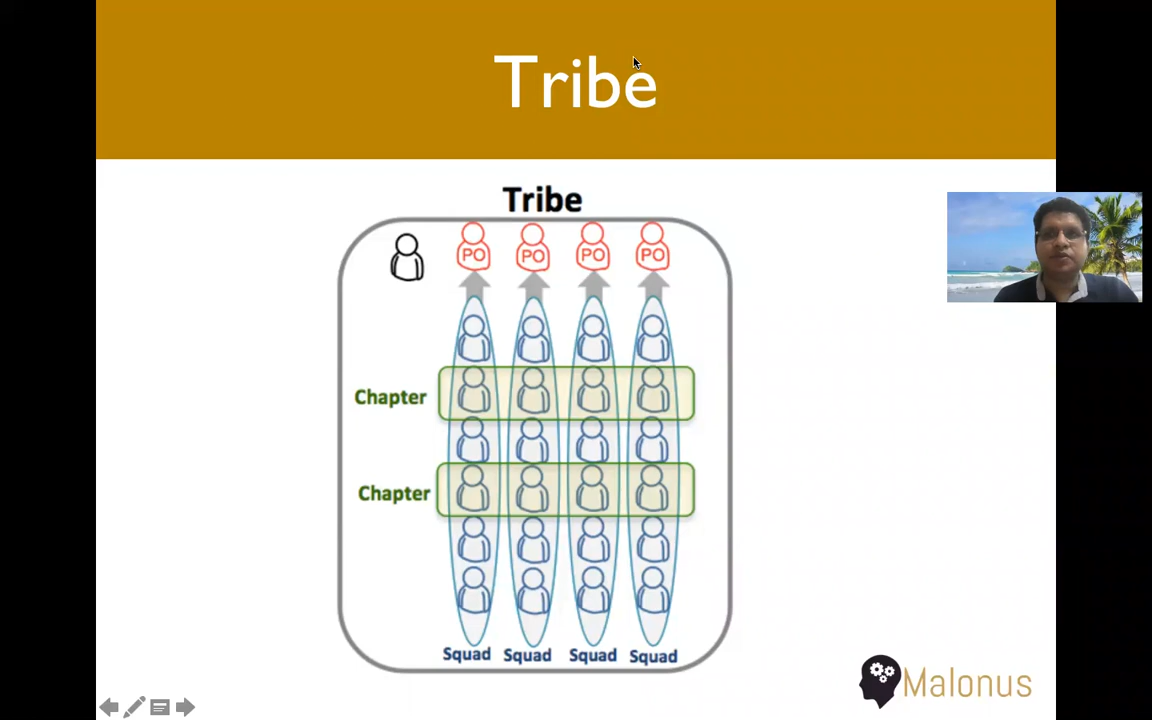 Tribe
Tribe
PO PO PO PO
Chapter
Chapter
Squad Squad Squad Squad
Malonus